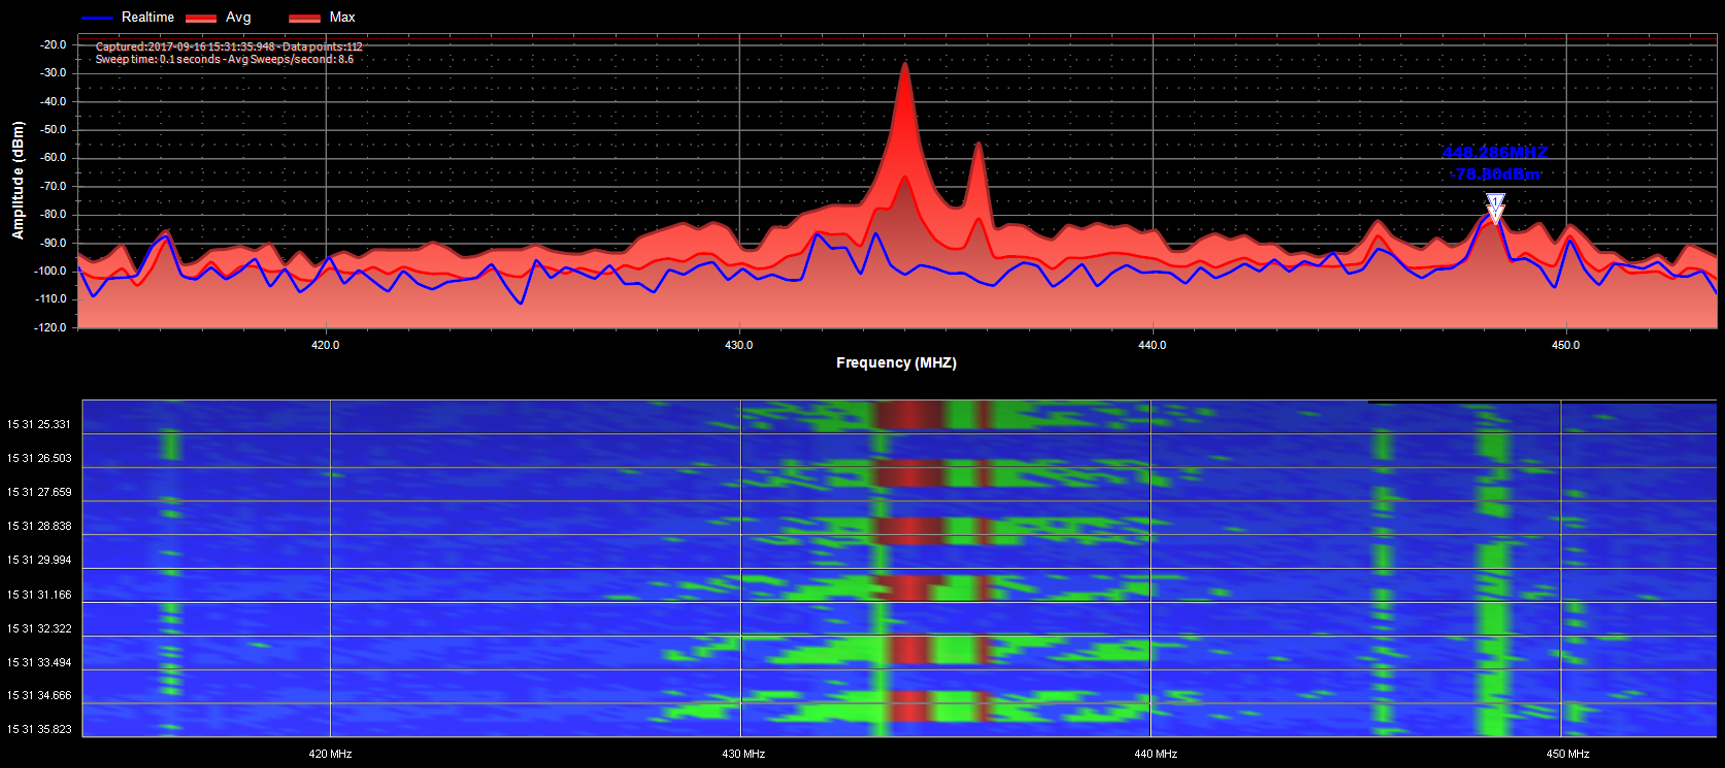 Realtime Avg Max
Captured:2017-09-16 15:31:35.948 - Data points:112
Sweep time: 0.1 seconds - Avg Sweeps/second: 8.6
Amplitude (dBm)
-20.0
-30.0
-40.0
-50.0
-60.0
-70.0
-80.0
-90.0
-100.0
-110.0
-120.0
448.286MHZ
-78.80dBm
1
420.0 430.0 440.0 450.0
Frequency (MHZ)
15 31 25.331
15 31 26.503
15 31 27.659
15 31 28.838
15 31 29.994
15 31 31.166
15 31 32.322
15 31 33.494
15 31 34.666
15 31 35.823
420 MHz 430 MHz 440 MHz 450 MHz